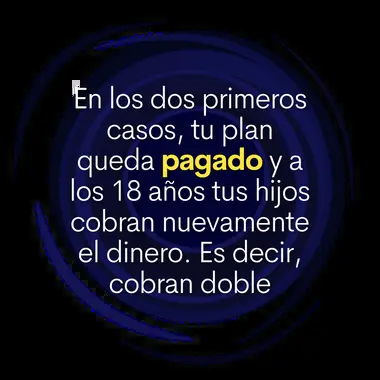 En los dos primeros
casos, tu plan
queda pagado y a
los 18 años tus hijos
cobran nuevamente
el dinero. Es decir,
cobran doble